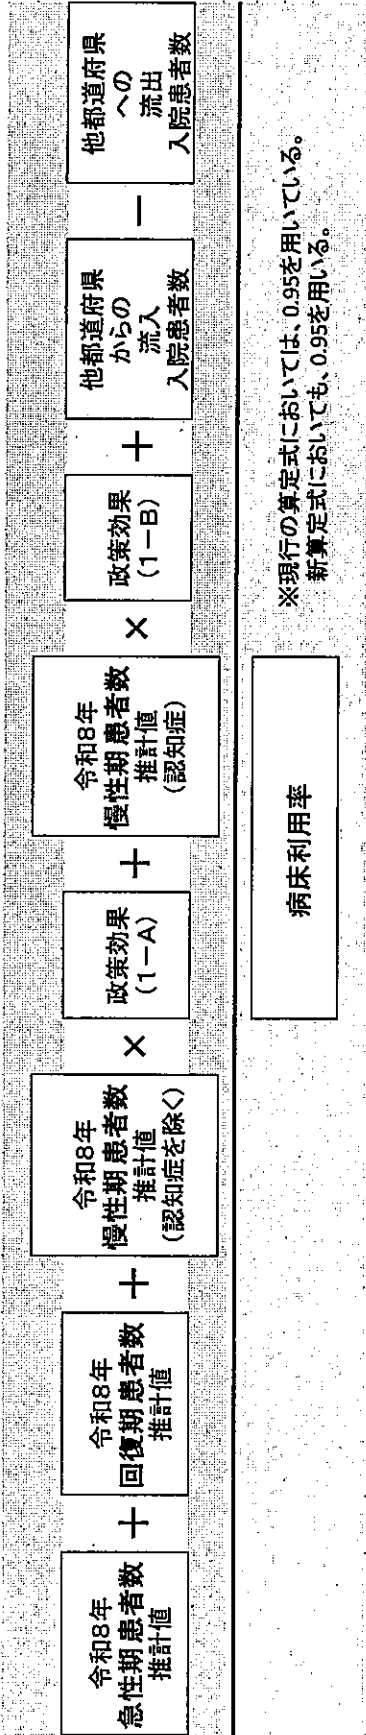 令和8年
急性期患者数
推計値
＋
令和8年
回復期患者数
推計値
＋
令和8年
慢性期患者数
推計値
(認知症を除く)
×
政策効果
(1－A)
＋
令和8年
慢性期患者数
推計値
(認知症)
×
政策効果
(1－B)
＋
他都道府県
からの
流入
入院患者数
－
他都道府県
への
流出
入院患者数
病床利用率
※現行の算定式においては、0.95を用いている。
新算定式においても、0.95を用いる。